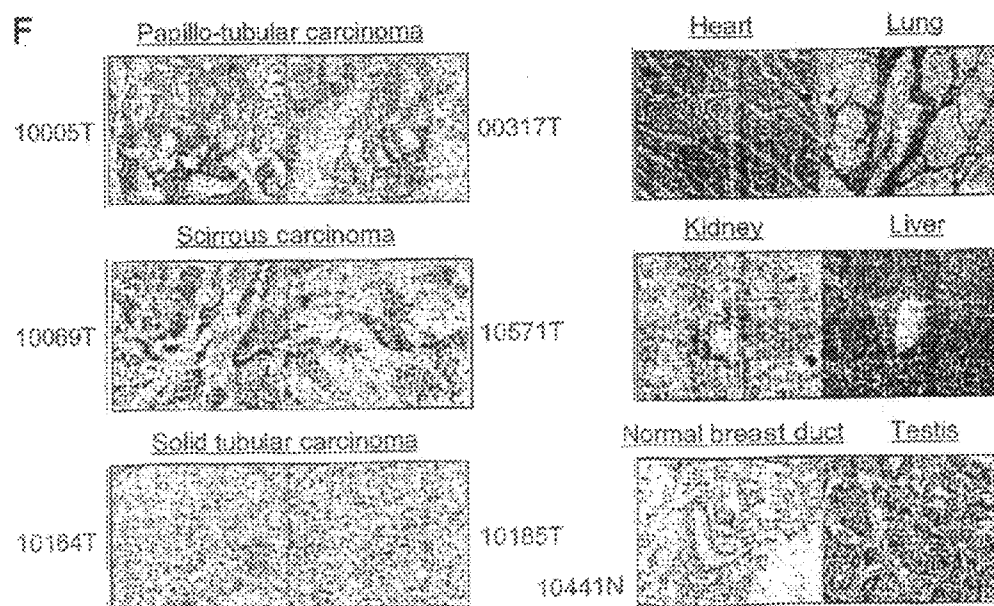 F
Papillo-tubular carcinoma
10005T
00317T
Scirrous carcinoma
10069T
10571T
Solid tubular carcinoma
10164T
10185T
Heart Lung
Kidney Liver
Normal breast duct Testis
10441N